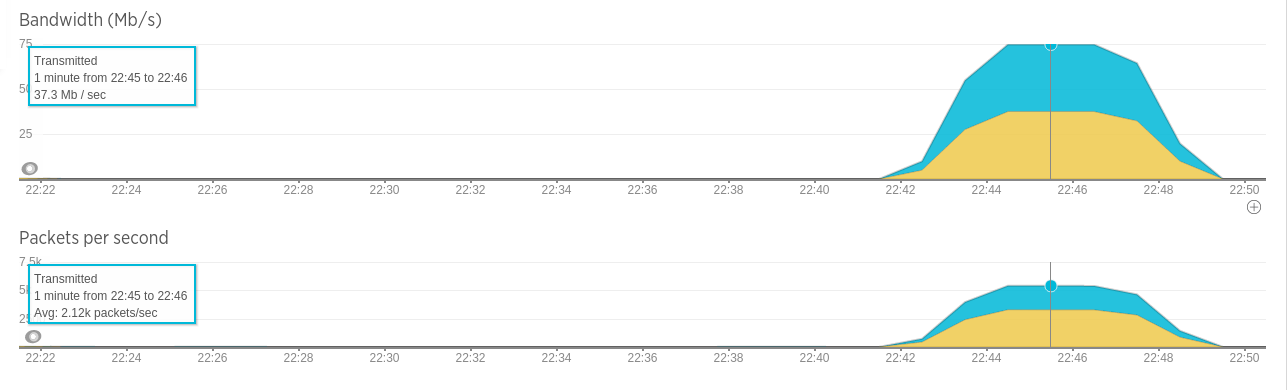 Bandwidth (Mb/s)
75
Transmitted
1 minute from 22:45 to 22:46
50
37.3 Mb / sec
25
22:22 22:24 22:26 22:28 22:30 22:32 22:34 22:36 22:38 22:40 22:42 22:44 22:46 22:48 22:50
Packets per second
7.5k
Transmitted
1 minute from 22:45 to 22:46
Avg: 2.12k packets/sec
22:22 22:24 22:26 22:28 22:30 22:32 22:34 22:36 22:38 22:40 22:42 22:44 22:46 22:48 22:50